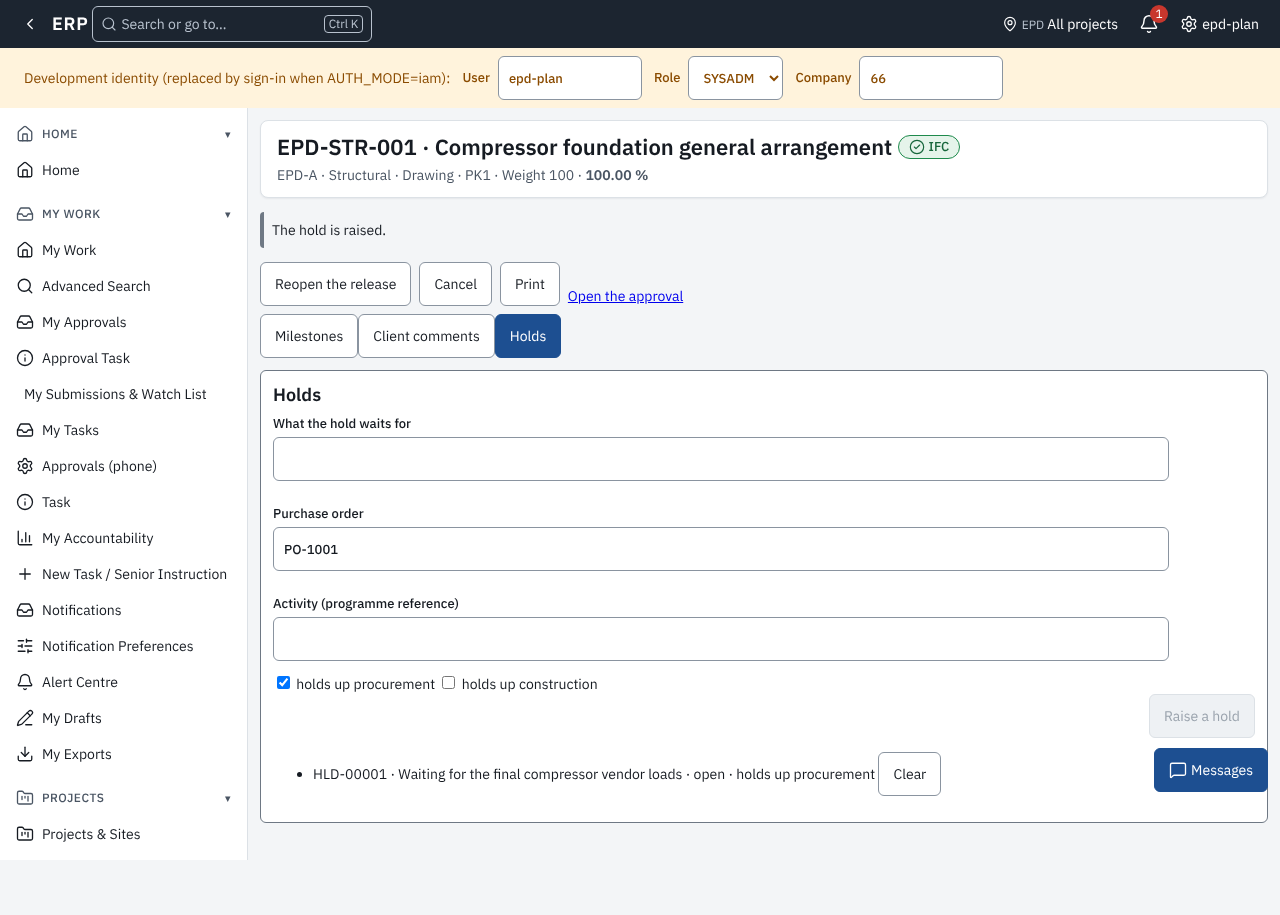 ERP
Search or go to...
Ctrl K
EPD All projects
1
epd-plan
Development identity (replaced by sign-in when AUTH_MODE=iam):
User
epd-plan
Role
SYSADM
Company
66
HOME
Home
MY WORK
My Work
Advanced Search
My Approvals
Approval Task
My Submissions & Watch List
My Tasks
Approvals (phone)
Task
My Accountability
New Task / Senior Instruction
Notifications
Notification Preferences
Alert Centre
My Drafts
My Exports
PROJECTS
Projects & Sites
EPD-STR-001 · Compressor foundation general arrangement
IFC
EPD-A · Structural · Drawing · PK1 · Weight 100 · 100.00 %
The hold is raised.
Reopen the release
Cancel
Print
Open the approval
Milestones
Client comments
Holds
Holds
What the hold waits for
Purchase order
PO-1001
Activity (programme reference)
holds up procurement
holds up construction
Raise a hold
HLD-00001 · Waiting for the final compressor vendor loads · open · holds up procurement
Clear
Messages